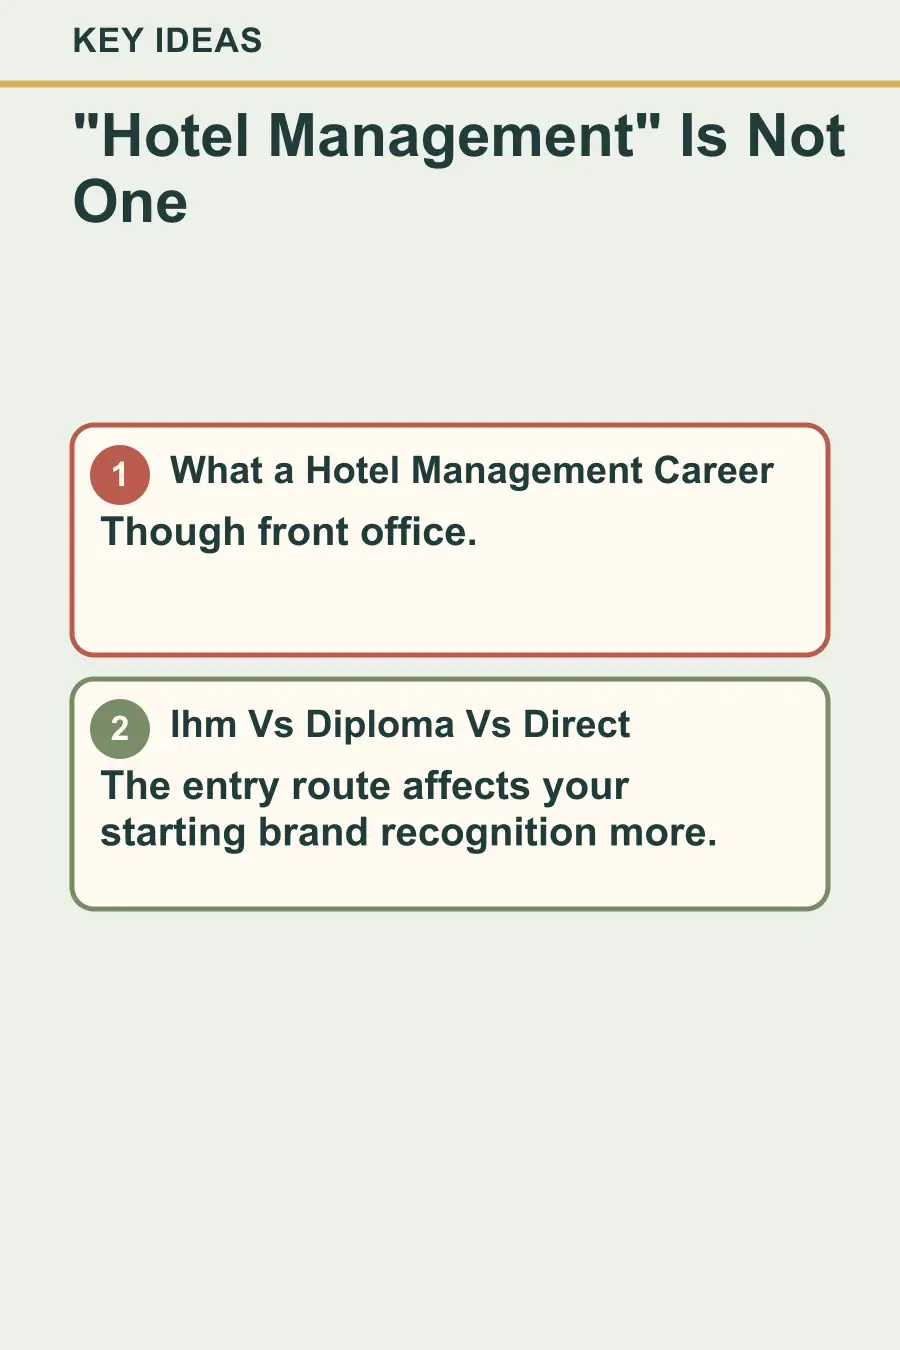 KEY IDEAS
"Hotel Management" Is Not
One
1 What a Hotel Management Career
Though front office.
2 Ihm Vs Diploma Vs Direct
The entry route affects your
starting brand recognition more.